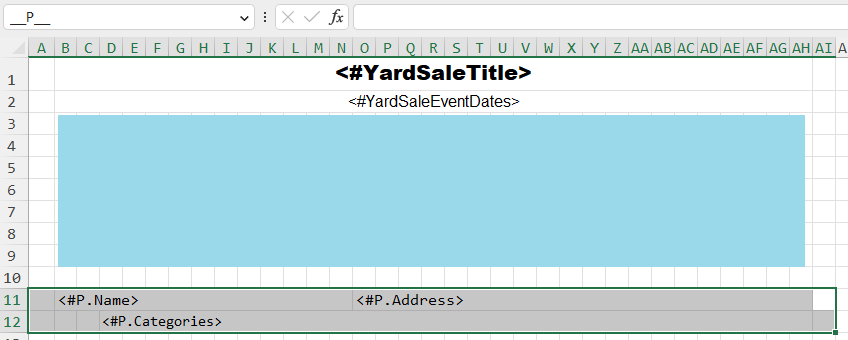 __P__
fx
A B C D E F G H I J K L M N O P Q R S T U V W X Y Z AA AB AC AD AE AF AG AH AI A
1 <#YardSaleTitle>
2 <#YardSaleEventDates>
3
4
5
6
7
8
9
10
11 <#P.Name> <#P.Address>
12 <#P.Categories>